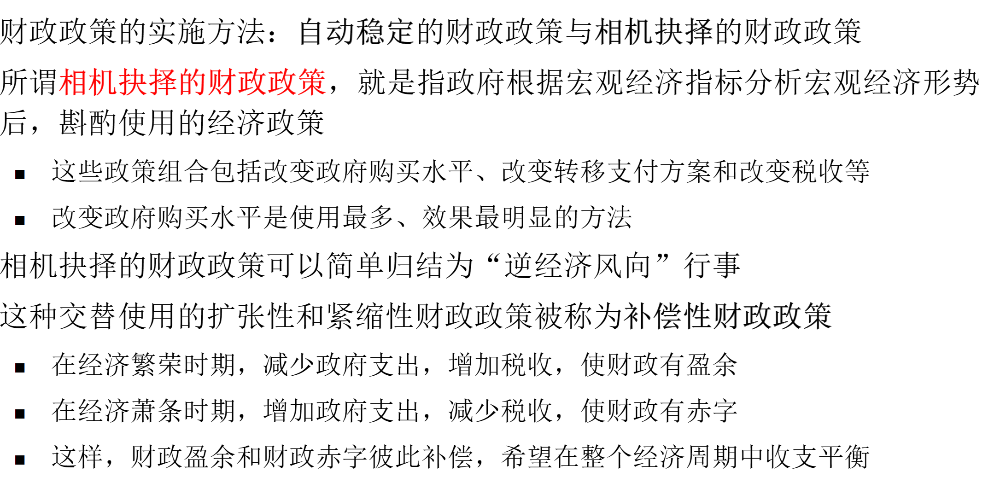 财政政策的实施方法：自动稳定的财政政策与相机抉择的财政政策
所谓相机抉择的财政政策，就是指政府根据宏观经济指标分析宏观经济形势
后，斟酌使用的经济政策
▪ 这些政策组合包括改变政府购买水平、改变转移支付方案和改变税收等
▪ 改变政府购买水平是使用最多、效果最明显的方法
相机抉择的财政政策可以简单归结为“逆经济风向”行事
这种交替使用的扩张性和紧缩性财政政策被称为补偿性财政政策
▪ 在经济繁荣时期，减少政府支出，增加税收，使财政有盈余
▪ 在经济萧条时期，增加政府支出，减少税收，使财政有赤字
▪ 这样，财政盈余和财政赤字彼此补偿，希望在整个经济周期中收支平衡